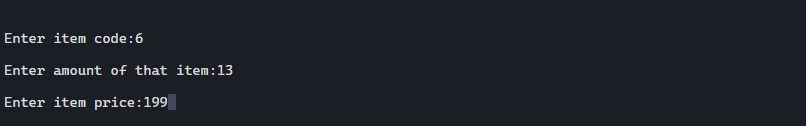 Enter item code:6
Enter amount of that item:13
Enter item price:199